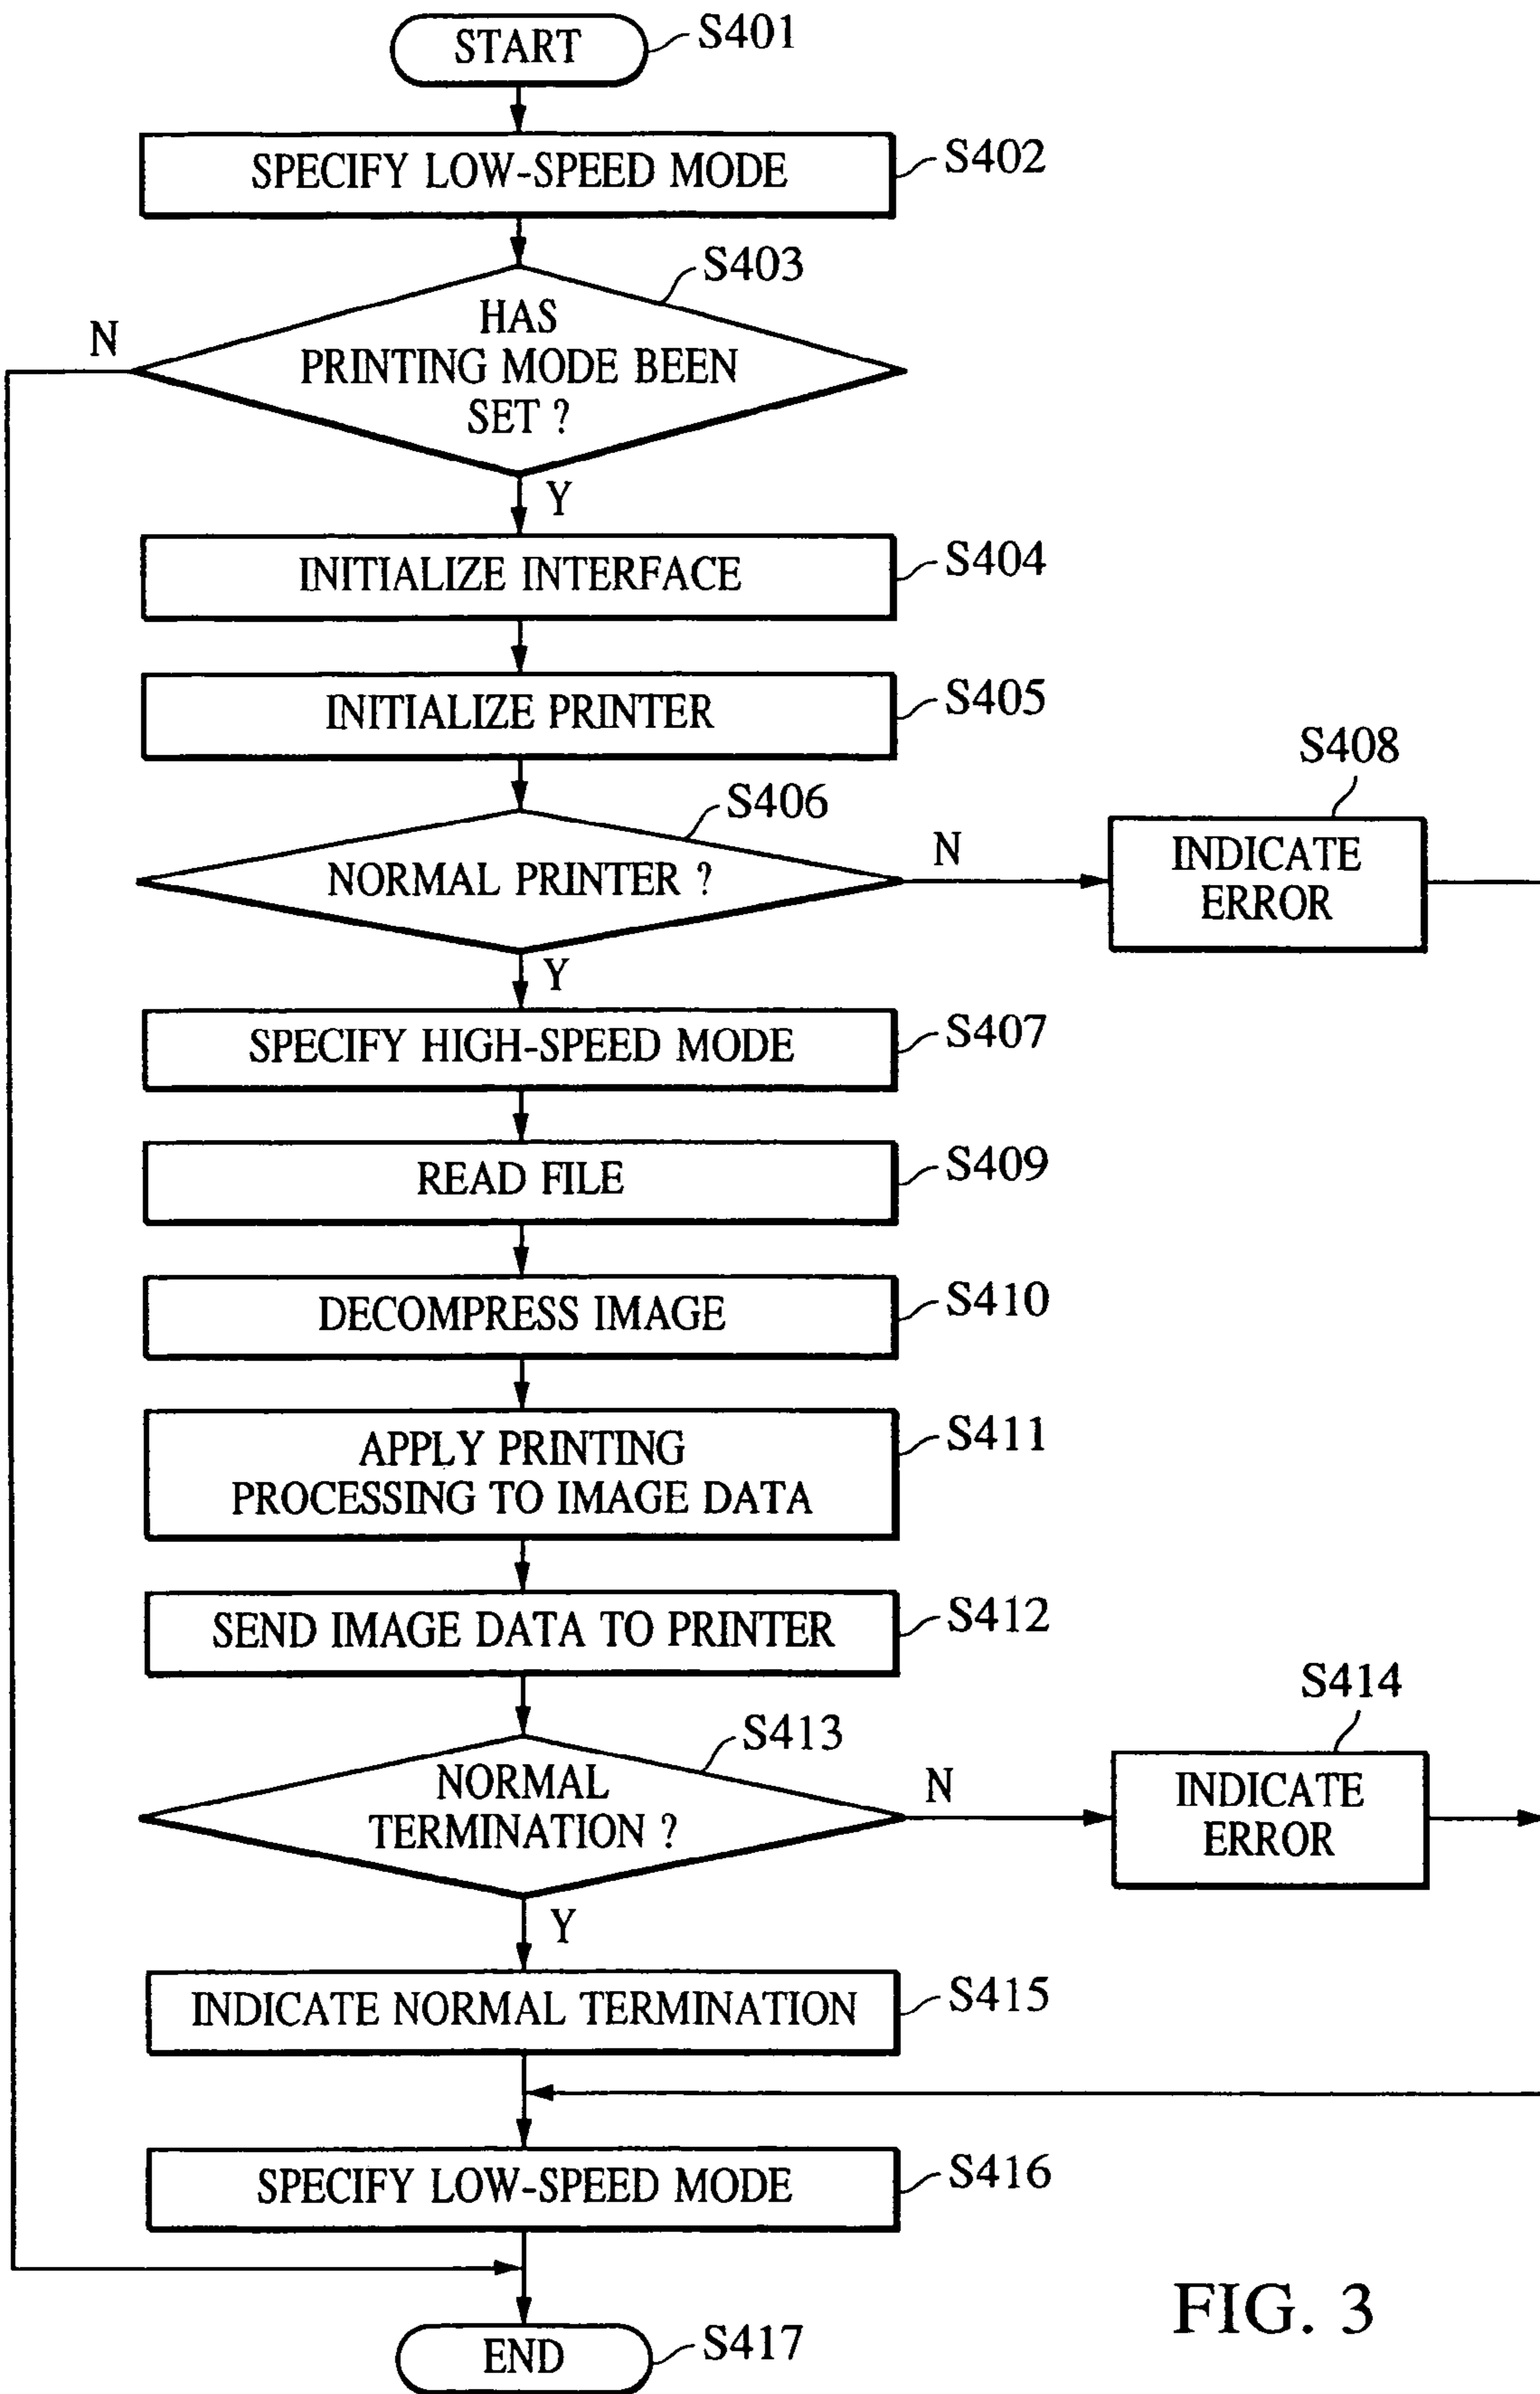 START
S401
SPECIFY LOW-SPEED MODE
S402
S403
HAS
PRINTING MODE BEEN
SET ?
N
Y
INITIALIZE INTERFACE
S404
INITIALIZE PRINTER
S405
S406
NORMAL PRINTER ?
N
S408
INDICATE
ERROR
Y
SPECIFY HIGH-SPEED MODE
S407
READ FILE
S409
DECOMPRESS IMAGE
S410
APPLY PRINTING
PROCESSING TO IMAGE DATA
S411
SEND IMAGE DATA TO PRINTER
S412
S413
NORMAL
TERMINATION ?
N
S414
INDICATE
ERROR
Y
INDICATE NORMAL TERMINATION
S415
SPECIFY LOW-SPEED MODE
S416
END
S417
FIG. 3